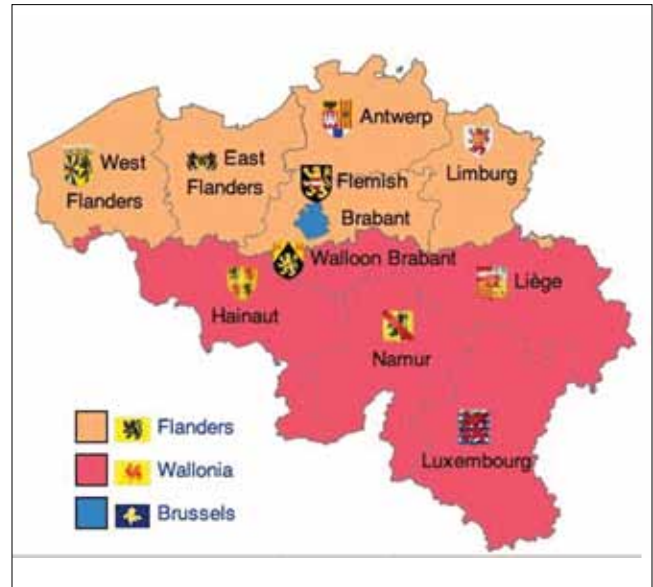 Antwerp
West
Flanders
East
Flanders
Limburg
Flemish
Brabant
Walloon Brabant
Liège
Hainaut
Namur
Luxembourg
Flanders
Wallonia
Brussels